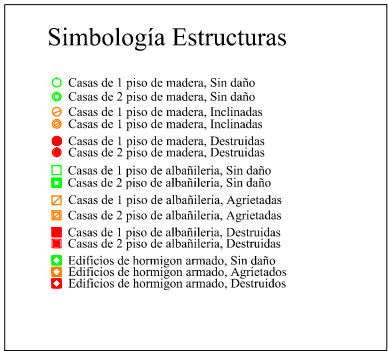 Simbología Estructuras
Casas de 1 piso de madera, Sin daño
Casas de 2 piso de madera, Sin daño
Casas de 1 piso de madera, Inclinadas
Casas de 1 piso de madera, Inclinadas
Casas de 1 piso de madera, Destruidas
Casas de 2 piso de madera, Destruidas
Casas de 1 piso de albañileria, Sin daño
Casas de 2 piso de albañileria, Sin daño
Casas de 1 piso de albañileria, Agrietadas
Casas de 2 piso de albañileria, Agrietadas
Casas de 1 piso de albañileria, Destruidas
Casas de 2 piso de albañileria, Destruidas
Edificios de hormigon armado, Sin daño
Edificios de hormigon armado, Agrietados
Edificios de hormigon armado, Destruidos